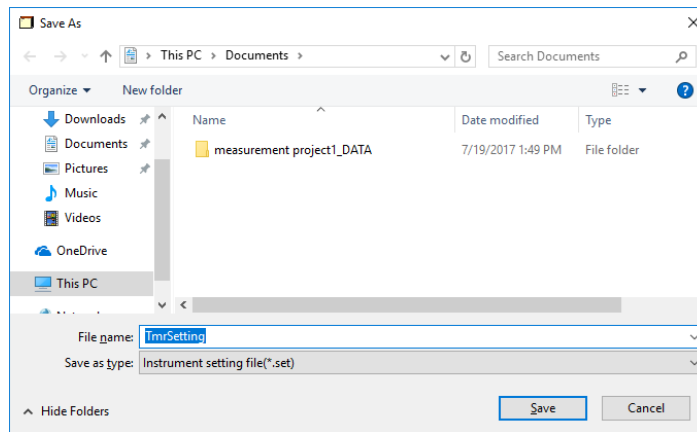 Save As
This PC > Documents >
Search Documents
Organize
New folder
Name
Date modified
Type
Downloads
Documents
Pictures
Music
Videos
OneDrive
This PC
measurement project1_DATA
7/19/2017 1:49 PM
File folder
File name: TmrSetting
Save as type: Instrument setting file(*.set)
Hide Folders
Save
Cancel